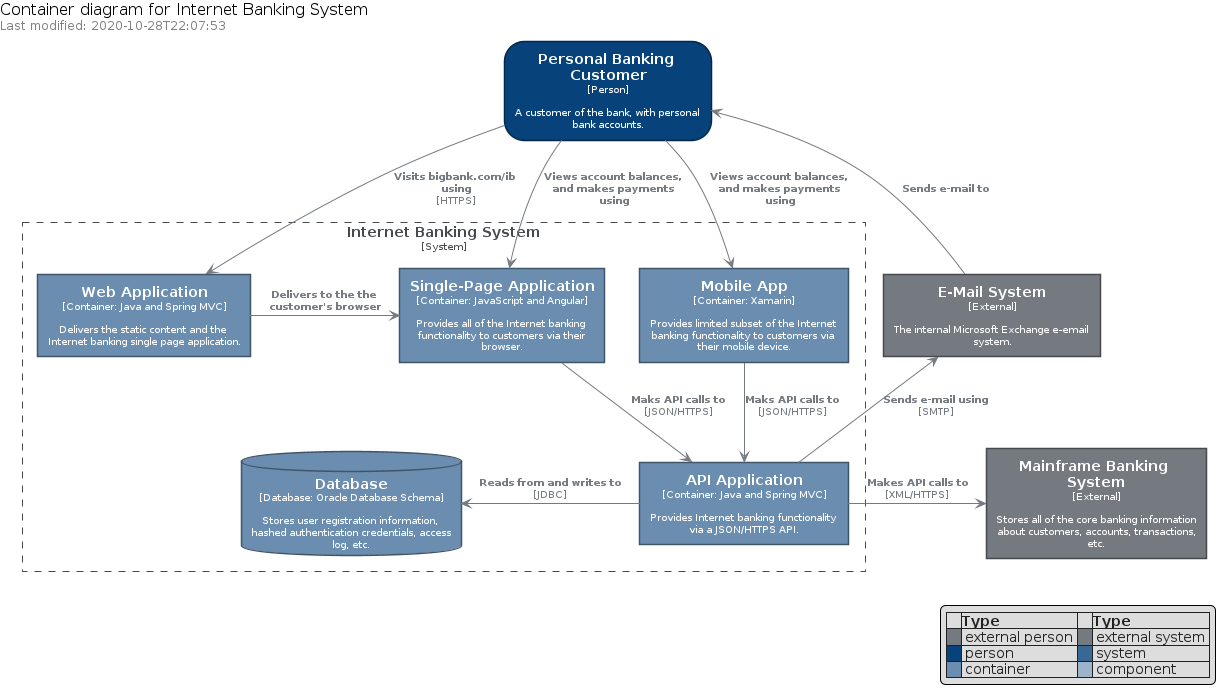 Container diagram for Internet Banking System
Last modified: 2020-10-28T22:07:53
Personal Banking
Customer
[Person]
A customer of the bank, with personal
bank accounts.
Visits bigbank.com/ib
using
[HTTPS]
Views account balances,
and makes payments
using
Views account balances,
and makes payments
using
Sends e-mail to
Internet Banking System
[System]
Web Application
[Container: Java and Spring MVC]
Delivers the static content and the
Internet banking single page application.
Delivers to the the
customer's browser
Single-Page Application
[Container: JavaScript and Angular]
Provides all of the Internet banking
functionality to customers via their
browser.
Mobile App
[Container: Xamarin]
Provides limited subset of the Internet
banking functionality to customers via
their mobile device.
E-Mail System
[External]
The internal Microsoft Exchange e-email
system.
Maks API calls to
[JSON/HTTPS]
Maks API calls to
[JSON/HTTPS]
Sends e-mail using
[SMTP]
Database
[Database: Oracle Database Schema]
Stores user registration information,
hashed authentication credentials, access
log, etc.
Reads from and writes to
[JDBC]
API Application
[Container: Java and Spring MVC]
Provides Internet banking functionality
via a JSON/HTTPS API.
Makes API calls to
[XML/HTTPS]
Mainframe Banking
System
[External]
Stores all of the core banking information
about customers, accounts, transactions,
etc.
Type Type
external person external system
person system
container component